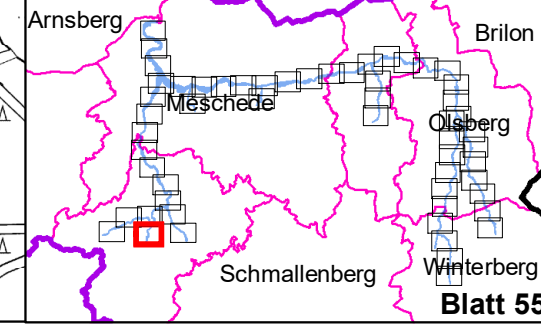 Arnsberg
Brilon
Meschede
Olsberg
Schmallenberg
Winterberg
Blatt 55